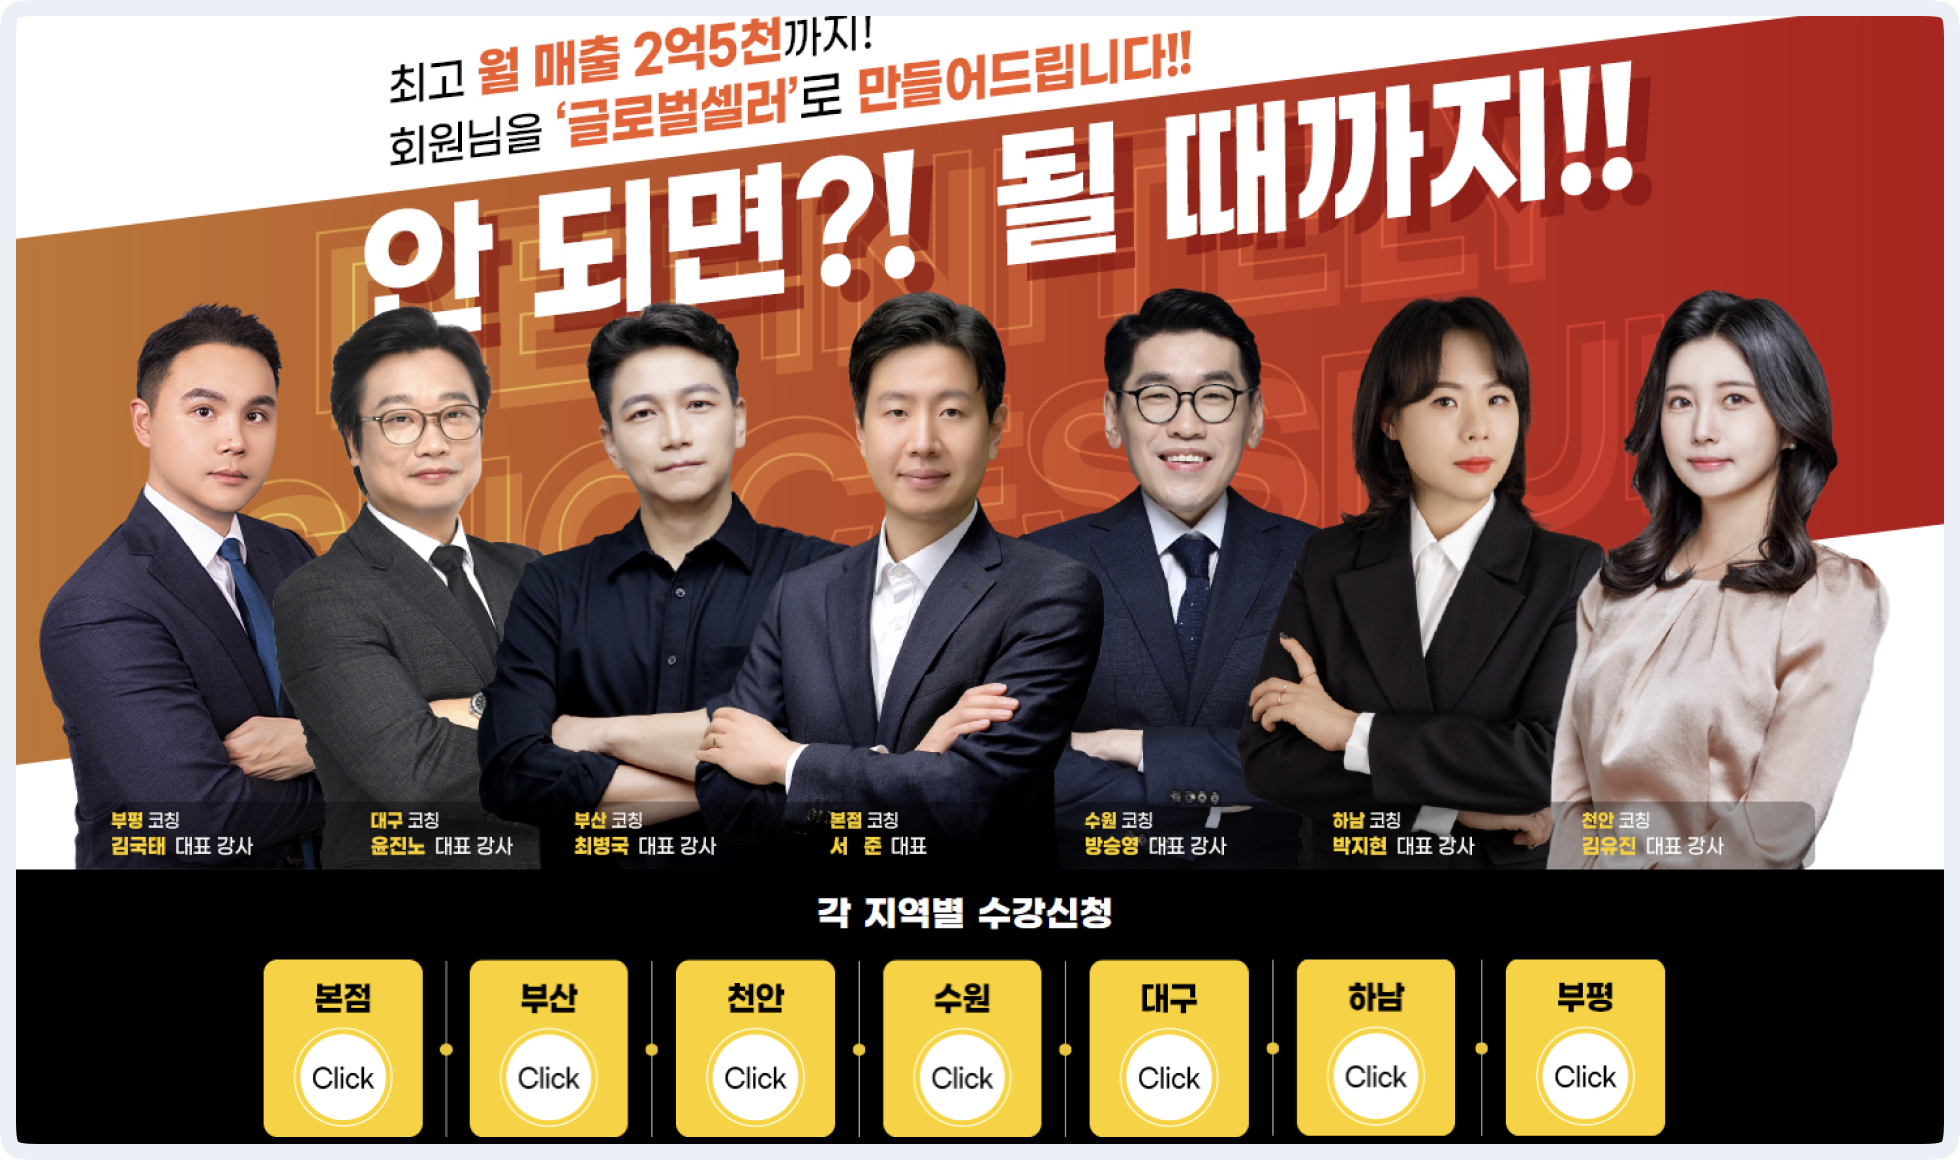 최고 월 매출 2억5천까지!
회원님을 ‘글로벌셀러’로 만들어드립니다!!
안 되면?! 될 때까지!!
DEFINITELY
SUCCESSFUL
부평 코칭
김국태 대표 강사
대구 코칭
윤진노 대표 강사
부산 코칭
최병국 대표 강사
본점 코칭
서 준 대표
수원 코칭
방승영 대표 강사
하남 코칭
박지현 대표 강사
천안 코칭
김유진 대표 강사
각 지역별 수강신청
본점
Click
부산
Click
천안
Click
수원
Click
대구
Click
하남
Click
부평
Click